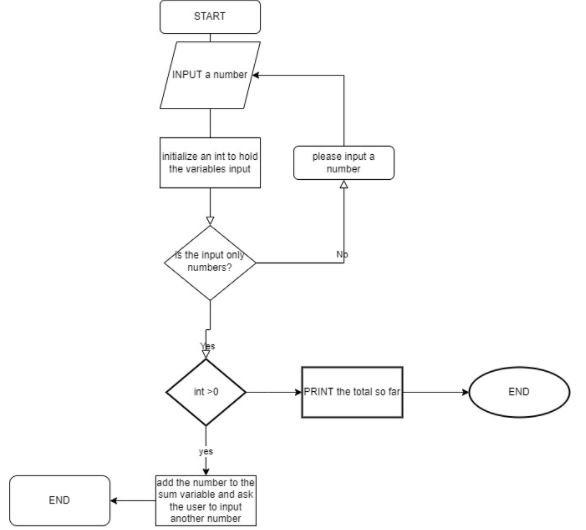 START
INPUT a number
initialize an int to hold
the variables input
please input a
number
is the input only
numbers?
No
Yes
int >0
PRINT the total so far
END
yes
add the number to the
sum variable and ask
the user to input
another number
END